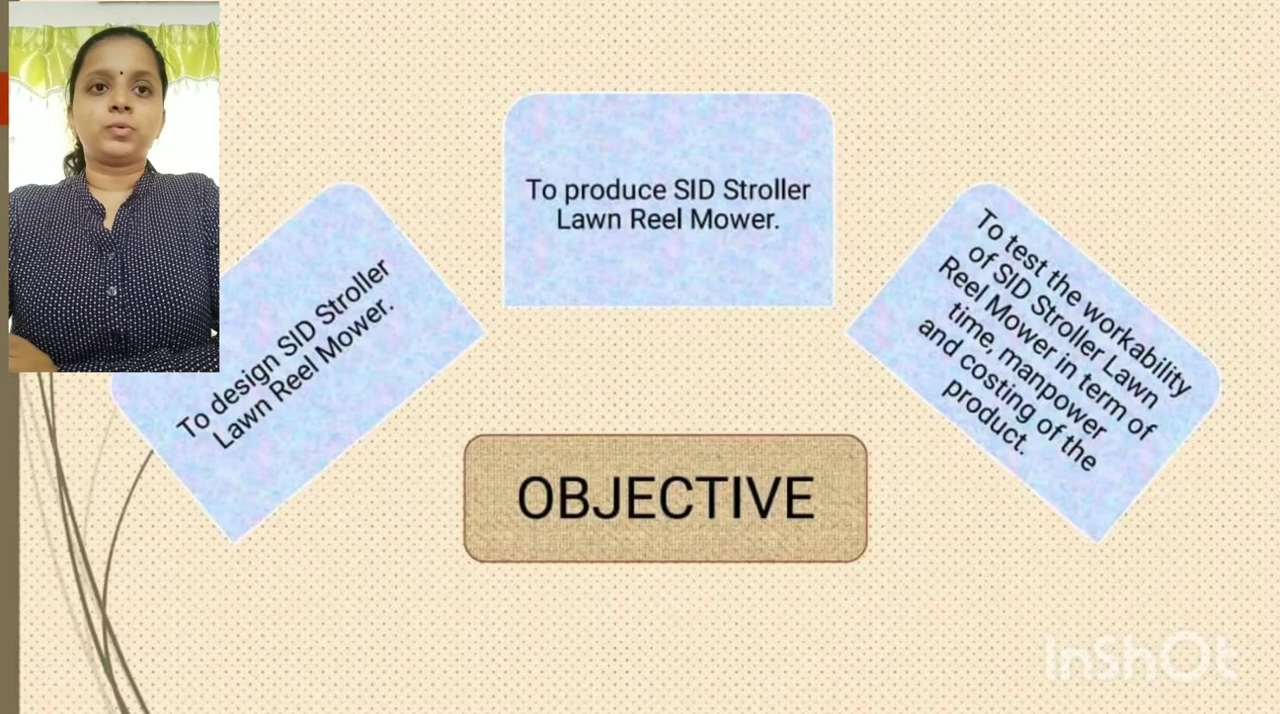 To design SID Stroller
Lawn Reel Mower.
To produce SID Stroller
Lawn Reel Mower.
To test the workability
of SID Stroller Lawn
Reel Mower in term of
time, manpower
and costing of the
product.
OBJECTIVE
InShOt